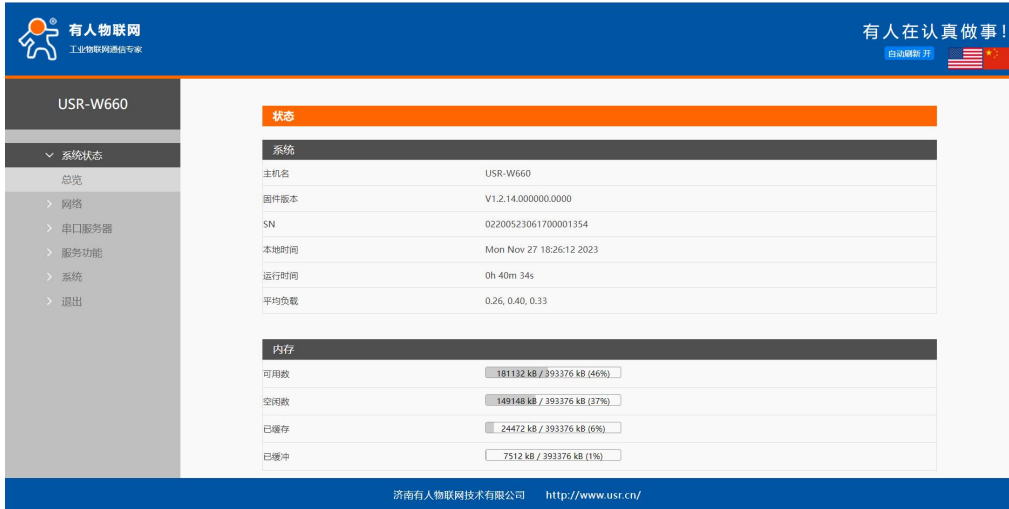 有人物联网
工业物联网通信专家
有人在认真做事!
自动刷新 开
USR-W660
系统状态
总览
网络
串口服务器
服务功能
系统
退出
状态
系统
主机名 USR-W660
固件版本 V1.2.14.000000.0000
SN 02200523061700001354
本地时间 Mon Nov 27 18:26:12 2023
运行时间 0h 40m 34s
平均负载 0.26, 0.40, 0.33
内存
可用数 181132 kB / 393376 kB (46%)
空闲数 149148 kB / 393376 kB (37%)
已缓存 24472 kB / 393376 kB (6%)
已缓冲 7512 kB / 393376 kB (1%)
济南有人物联网技术有限公司 http://www.usr.cn/